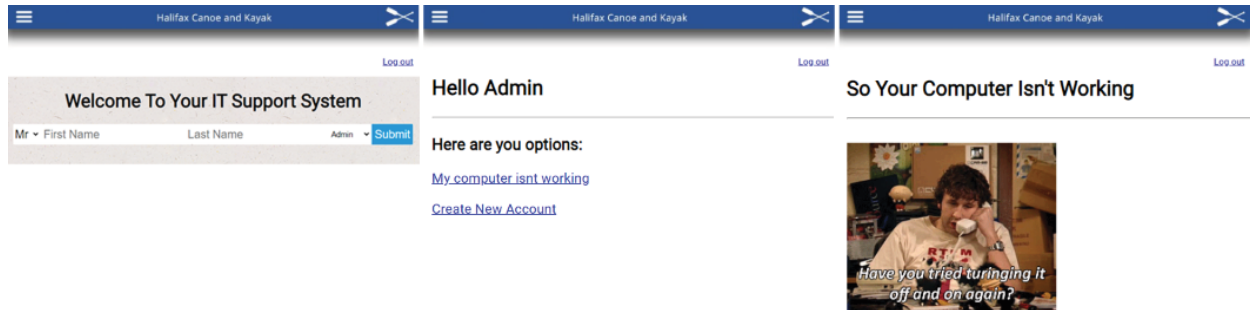 Halifax Canoe and Kayak
Log out
Welcome To Your IT Support System
Mr First Name Last Name Admin Submit
Halifax Canoe and Kayak
Log out
Hello Admin
Here are you options:
My computer isnt working
Create New Account
Halifax Canoe and Kayak
Log out
So Your Computer Isn't Working
RTFM
Have you tried turinging it
off and on again?